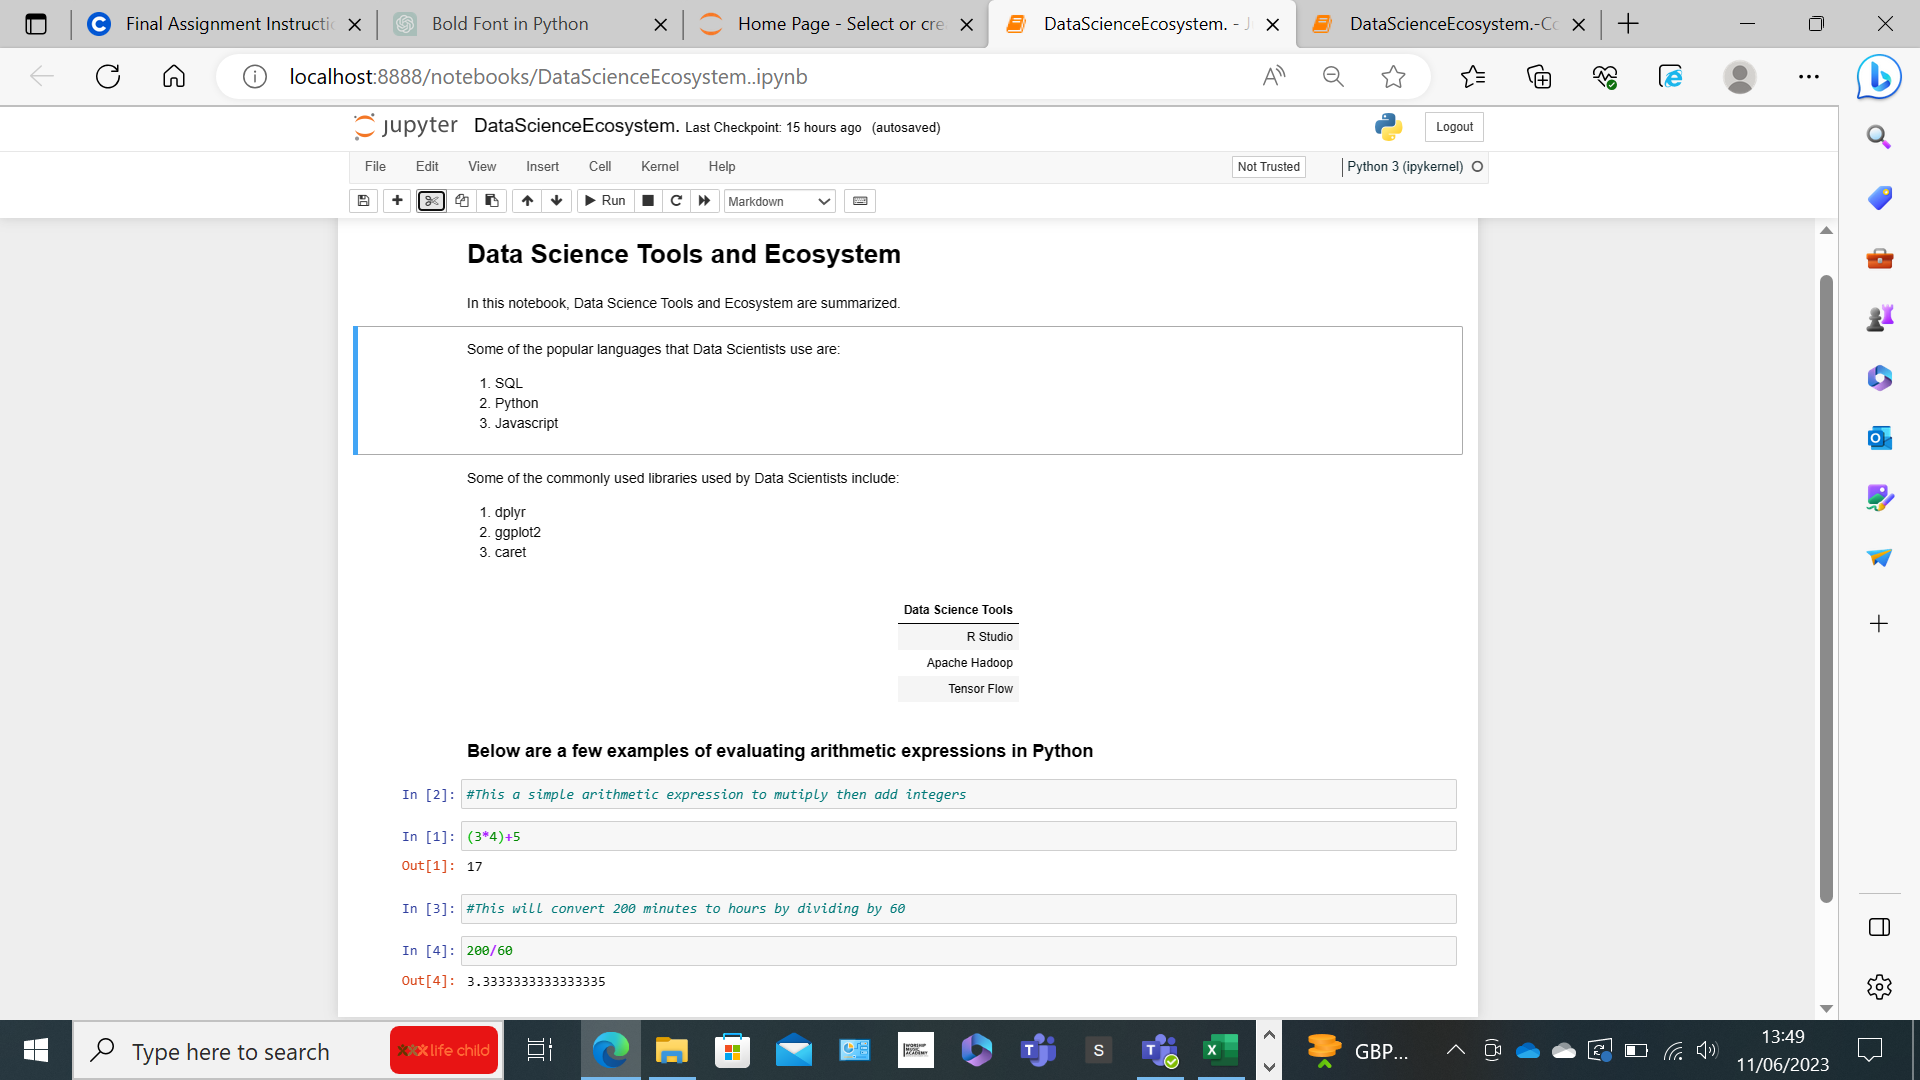 Final Assignment Instructi
Bold Font in Python
Home Page - Select or cre
DataScienceEcosystem. - J
DataScienceEcosystem.-Co
localhost:8888/notebooks/DataScienceEcosystem..ipynb
jupyter DataScienceEcosystem. Last Checkpoint: 15 hours ago (autosaved)
Logout
File Edit View Insert Cell Kernel Help
Not Trusted
Python 3 (ipykernel)
Run
Markdown
Data Science Tools and Ecosystem
In this notebook, Data Science Tools and Ecosystem are summarized.
Some of the popular languages that Data Scientists use are:
1. SQL
2. Python
3. Javascript
Some of the commonly used libraries used by Data Scientists include:
1. dplyr
2. ggplot2
3. caret
Data Science Tools
R Studio
Apache Hadoop
Tensor Flow
Below are a few examples of evaluating arithmetic expressions in Python
In [2]: #This a simple arithmetic expression to mutiply then add integers
In [1]: (3*4)+5
Out[1]: 17
In [3]: #This will convert 200 minutes to hours by dividing by 60
In [4]: 200/60
Out[4]: 3.3333333333333335
Type here to search
life child
WORSHIP
MUSIC
ACADEMY
S
GBP...
13:49
11/06/2023